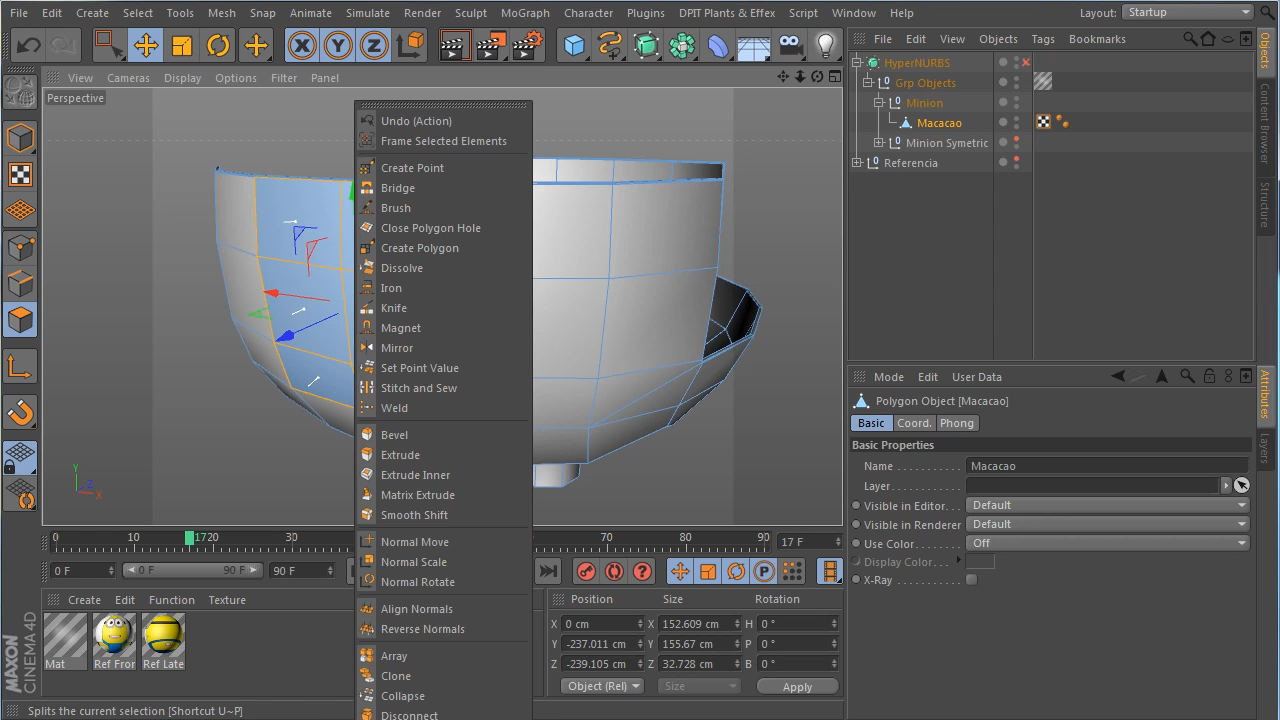 File Edit Create Select Tools Mesh Snap Animate Simulate Render Sculpt MoGraph Character Plugins DPIT Plants & Effex Script Window Help Layout: Startup
X Y Z
File Edit View Objects Tags Bookmarks
View Cameras Display Options Filter Panel
Perspective
HyperNURBS
Grp Objects
Minion
Macacao
Minion Symetric
Referencia
Objects
Content Browser
Structure
Undo (Action)
Frame Selected Elements
Create Point
Bridge
Brush
Close Polygon Hole
Create Polygon
Dissolve
Iron
Knife
Magnet
Mirror
Set Point Value
Stitch and Sew
Weld
Bevel
Extrude
Extrude Inner
Matrix Extrude
Smooth Shift
Normal Move
Normal Scale
Normal Rotate
Align Normals
Reverse Normals
Array
Clone
Collapse
Disconnect
Y
Z
X
Mode Edit User Data
Polygon Object [Macacao]
Basic Coord. Phong
Basic Properties
Name Macacao
Layer
Visible in Editor Default
Visible in Renderer Default
Use Color Off
Display Color
X-Ray
Attributes
Layers
0 10 1720 30 70 80 90 17 F
0 F 0 F 90 F 90 F
Create Edit Function Texture
Mat Ref Fror Ref Late
MAXON
CINEMA 4D
Position Size Rotation
X 0 cm X 152.609 cm H 0 °
Y -237.011 cm Y 155.67 cm P 0 °
Z -239.105 cm Z 32.728 cm B 0 °
Object (Rel) Size Apply
Splits the current selection [Shortcut U~P]